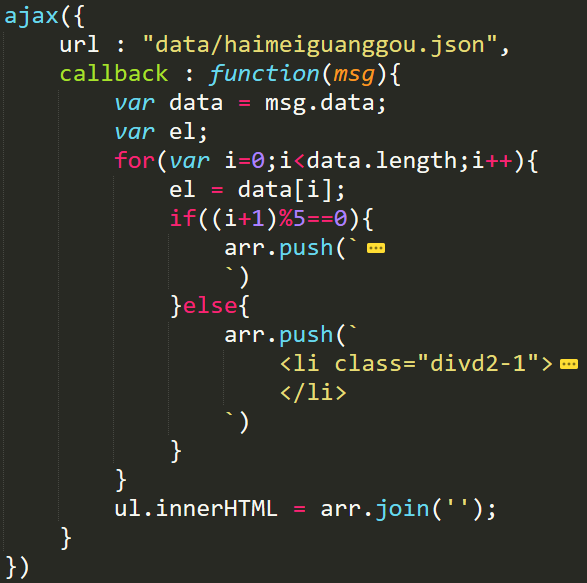 ajax({
    url : "data/haimeiguanggou.json",
    callback : function(msg){
        var data = msg.data;
        var el;
        for(var i=0;i<data.length;i++){
            el = data[i];
            if((i+1)%5==0){
                arr.push(`
                `)
            }else{
                arr.push(`
                    <li class="divd2-1">
                    </li>
                `)
            }
        }
        ul.innerHTML = arr.join('');
    }
})